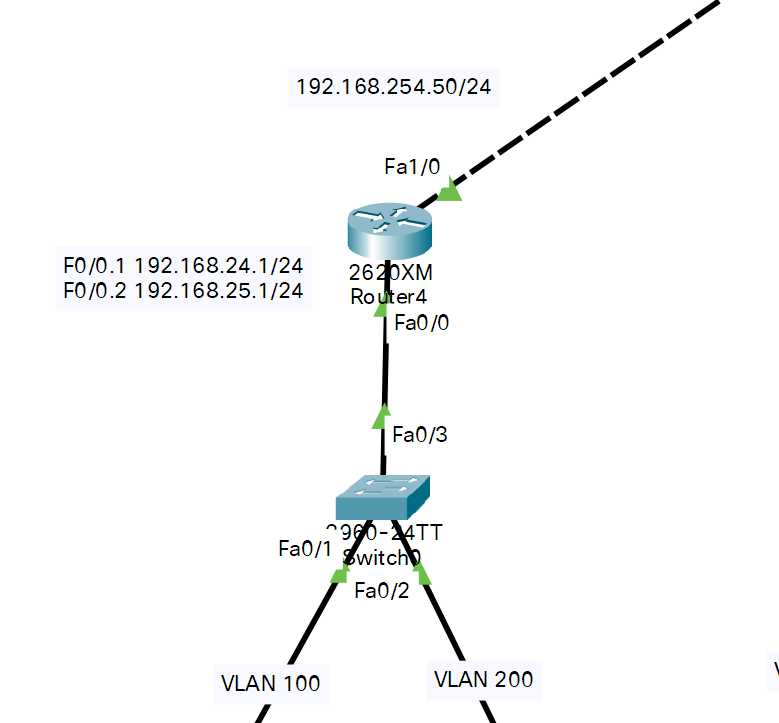 192.168.254.50/24
Fa1/0
F0/0.1 192.168.24.1/24
F0/0.2 192.168.25.1/24
2620XM
Router4
Fa0/0
Fa0/3
960-24TT
Switch0
Fa0/1
Fa0/2
VLAN 100
VLAN 200